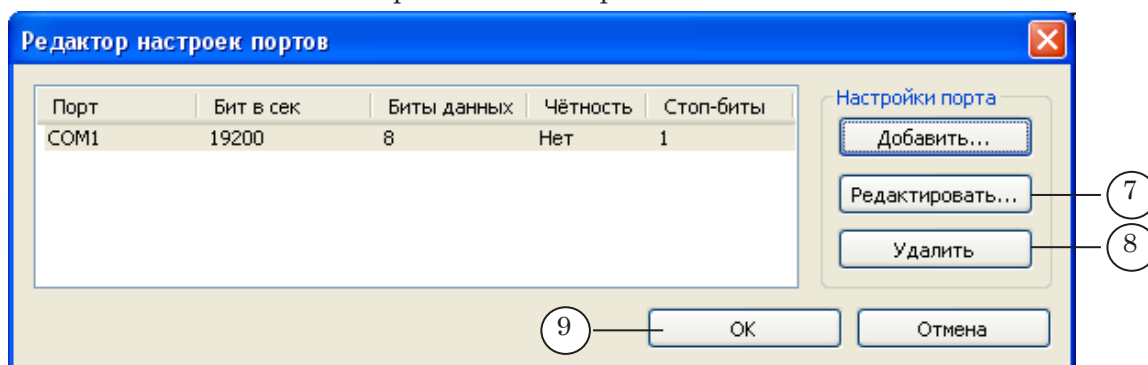 Редактор настроек портов
Порт Бит в сек Биты данных Чётность Стоп-биты
COM1 19200 8 Нет 1
Настройки порта
Добавить...
Редактировать...
7
Удалить
8
9
ОК
Отмена